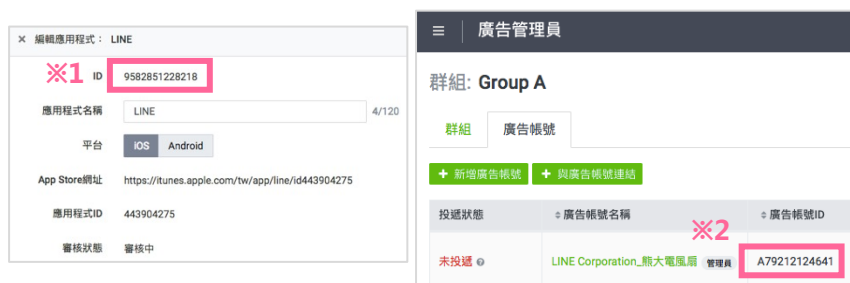 × 編輯應用程式： LINE
※1 ID 9582851228218
應用程式名稱 LINE 4/120
平台 iOS Android
App Store網址 https://itunes.apple.com/tw/app/line/id443904275
應用程式ID 443904275
審核狀態 審核中
廣告管理員
群組: Group A
群組 廣告帳號
+ 新增廣告帳號 + 與廣告帳號連結
投遞狀態 廣告帳號名稱 廣告帳號ID
※2
未投遞 LINE Corporation_熊大電風扇 管理員 A79212124641